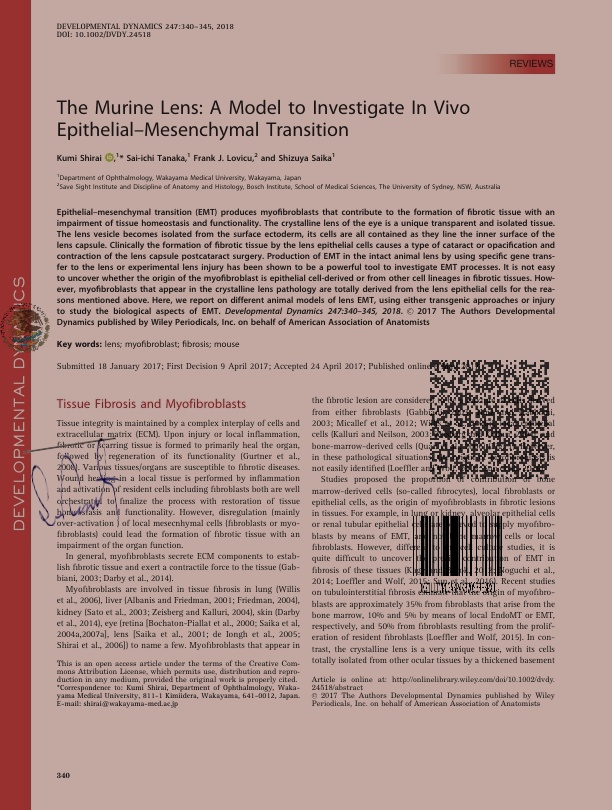 DEVELOPMENTAL DYNAMICS 247:340–345, 2018
DOI: 10.1002/DVDY.24518
REVIEWS
The Murine Lens: A Model to Investigate In Vivo
Epithelial–Mesenchymal Transition
Kumi Shirai ,1* Sai-ichi Tanaka,1 Frank J. Lovicu,2 and Shizuya Saika1
1Department of Ophthalmology, Wakayama Medical University, Wakayama, Japan
2Save Sight Institute and Discipline of Anatomy and Histology, Bosch Institute, School of Medical Sciences, The University of Sydney, NSW, Australia
Epithelial–mesenchymal transition (EMT) produces myofibroblasts that contribute to the formation of fibrotic tissue with an
impairment of tissue homeostasis and functionality. The crystalline lens of the eye is a unique transparent and isolated tissue.
The lens vesicle becomes isolated from the surface ectoderm, its cells are all contained as they line the inner surface of the
lens capsule. Clinically the formation of fibrotic tissue by the lens epithelial cells causes a type of cataract or opacification and
contraction of the lens capsule postcataract surgery. Production of EMT in the intact animal lens by using specific gene trans-
fer to the lens or experimental lens injury has been shown to be a powerful tool to investigate EMT processes. It is not easy
to uncover whether the origin of the myofibroblast is epithelial cell-derived or from other cell lineages in fibrotic tissues. How-
ever, myofibroblasts that appear in the crystalline lens pathology are totally derived from the lens epithelial cells for the rea-
sons mentioned above. Here, we report on different animal models of lens EMT, using either transgenic approaches or injury
to study the biological aspects of EMT. Developmental Dynamics 247:340–345, 2018. © 2017 The Authors Developmental
Dynamics published by Wiley Periodicals, Inc. on behalf of American Association of Anatomists
Key words: lens; myofibroblast; fibrosis; mouse
Submitted 18 January 2017; First Decision 9 April 2017; Accepted 24 April 2017; Published online
DEVELOPMENTAL DYNAMICS
Tissue Fibrosis and Myofibroblasts
Tissue integrity is maintained by a complex interplay of cells and
extracellular matrix (ECM). Upon injury or local inflammation,
fibrotic or scarring tissue is formed to primarily heal the organ,
followed by regeneration of its functionality (Gurtner et al.,
2008). Various tissues/organs are susceptible to fibrotic diseases.
Wound healing in a local tissue is performed by inflammation
and activation of resident cells including fibroblasts both are well
orchestrated to finalize the process with restoration of tissue
homeostasis and function. However, disregulation (mainly
over-activation) of local mesecnhymal cells (fibroblasts or myo-
fibroblasts) could lead the formation of fibrotic tissue with an
impairment of the organ function.
In general, myofibroblasts secrete ECM components to estab-
lish fibrotic tissue and exert a contractile force to the tissue (Gab-
biani, 2003; Darby et al., 2014).
Myofibroblasts are involved in tissue fibrosis in lung (Willis
et al., 2006), liver (Albanis and Friedman, 2001; Friedman, 2004),
kidney (Sato et al., 2003; Zeisberg and Kalluri, 2004), skin (Darby
et al., 2014), eye (retina [Bochaton-Piallat et al., 2000; Saika et al,
2004a,2007a], lens [Saika et al., 2001; de Iongh et al., 2005;
Shirai et al., 2006]) to name a few. Myofibroblasts that appear in
the fibrotic lesion are considered
from either fibroblasts
2003; Micallef et al., 2012;
cells (Kalluri and Neilson, 2003;
bone-marrow-derived cells
in these pathological situations,
not easily identified (Loeffler and
Studies proposed the proportion of contribution of bone
marrow-derived cells (so-called fibrocytes), local fibroblasts or
epithelial cells, as the origin of myofibroblasts in fibrotic lesions
in tissues. For example, in lung or kidney, alveolar epithelial cells
or renal tubular epithelial to supply myofibro-
blasts by means of EMT, marrow cells or local
fibroblasts. However, studies, it is
quite difficult to uncover of EMT in
fibrosis of these tissues Noguchi et al.,
2014; Loeffler and Wolf, 2015; Recent studies
on tubulointerstitial fibrosis origin of myofibro-
blasts are approximately 35% from fibroblasts that arise from the
bone marrow, 10% and 5% by means of local EndoMT or EMT,
respectively, and 50% from fibroblasts resulting from the prolif-
eration of resident fibroblasts (Loeffler and Wolf, 2015). In con-
trast, the crystalline lens is a very unique tissue, with its cells
totally isolated from other ocular tissues by a thickened basement
This is an open access article under the terms of the Creative Com-
mons Attribution License, which permits use, distribution and repro-
duction in any medium, provided the original work is properly cited.
*Correspondence to: Kumi Shirai, Department of Ophthalmology, Waka-
yama Medical University, 811-1 Kimiidera, Wakayama, 641-0012, Japan.
E-mail: shirai@wakayama-med.ac.jp
Article is online at: http://onlinelibrary.wiley.com/doi/10.1002/dvdy.
24518/abstract
© 2017 The Authors Developmental Dynamics published by Wiley
Periodicals, Inc. on behalf of American Association of Anatomists
340